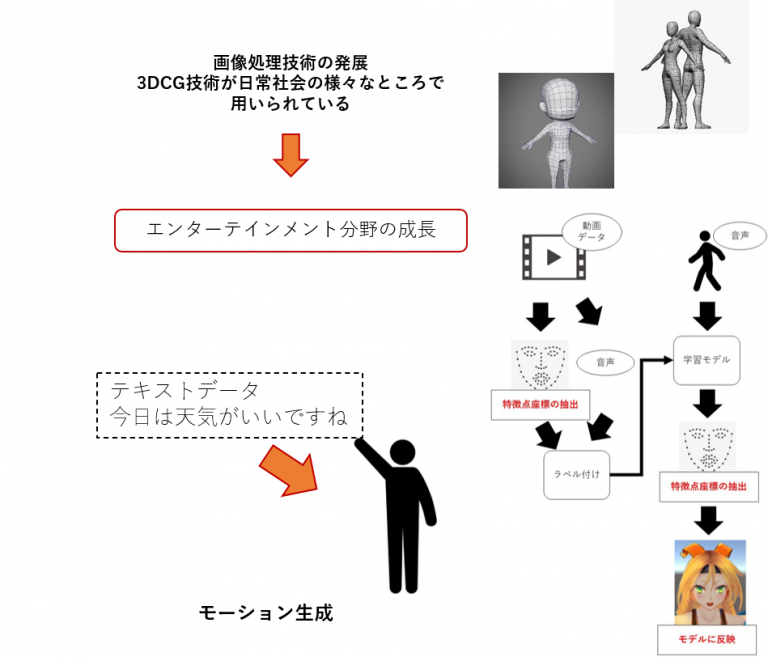 画像処理技術の発展
3DCG技術が日常社会の様々なところで
用いられている
エンターテインメント分野の成長
テキストデータ
今日は天気がいいですね
モーション生成
動画
データ
音声
特徴点座標の抽出
ラベル付け
音声
学習モデル
特徴点座標の抽出
モデルに反映